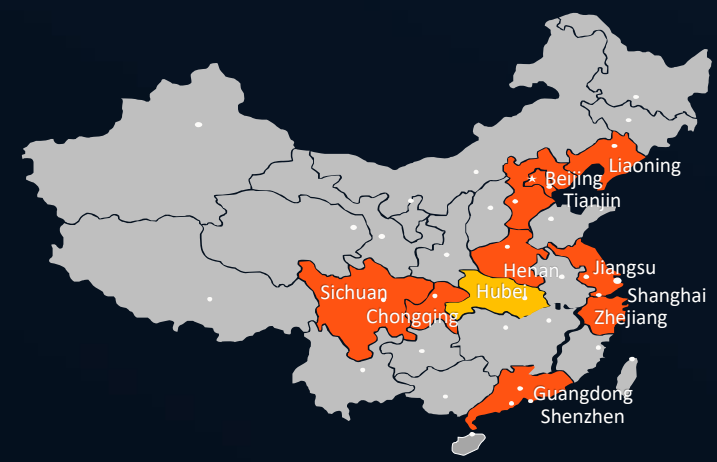 Liaoning
Beijing
Tianjin
Henan
Jiangsu
Sichuan
Hubei
Shanghai
Chongqing
Zhejiang
Guangdong
Shenzhen